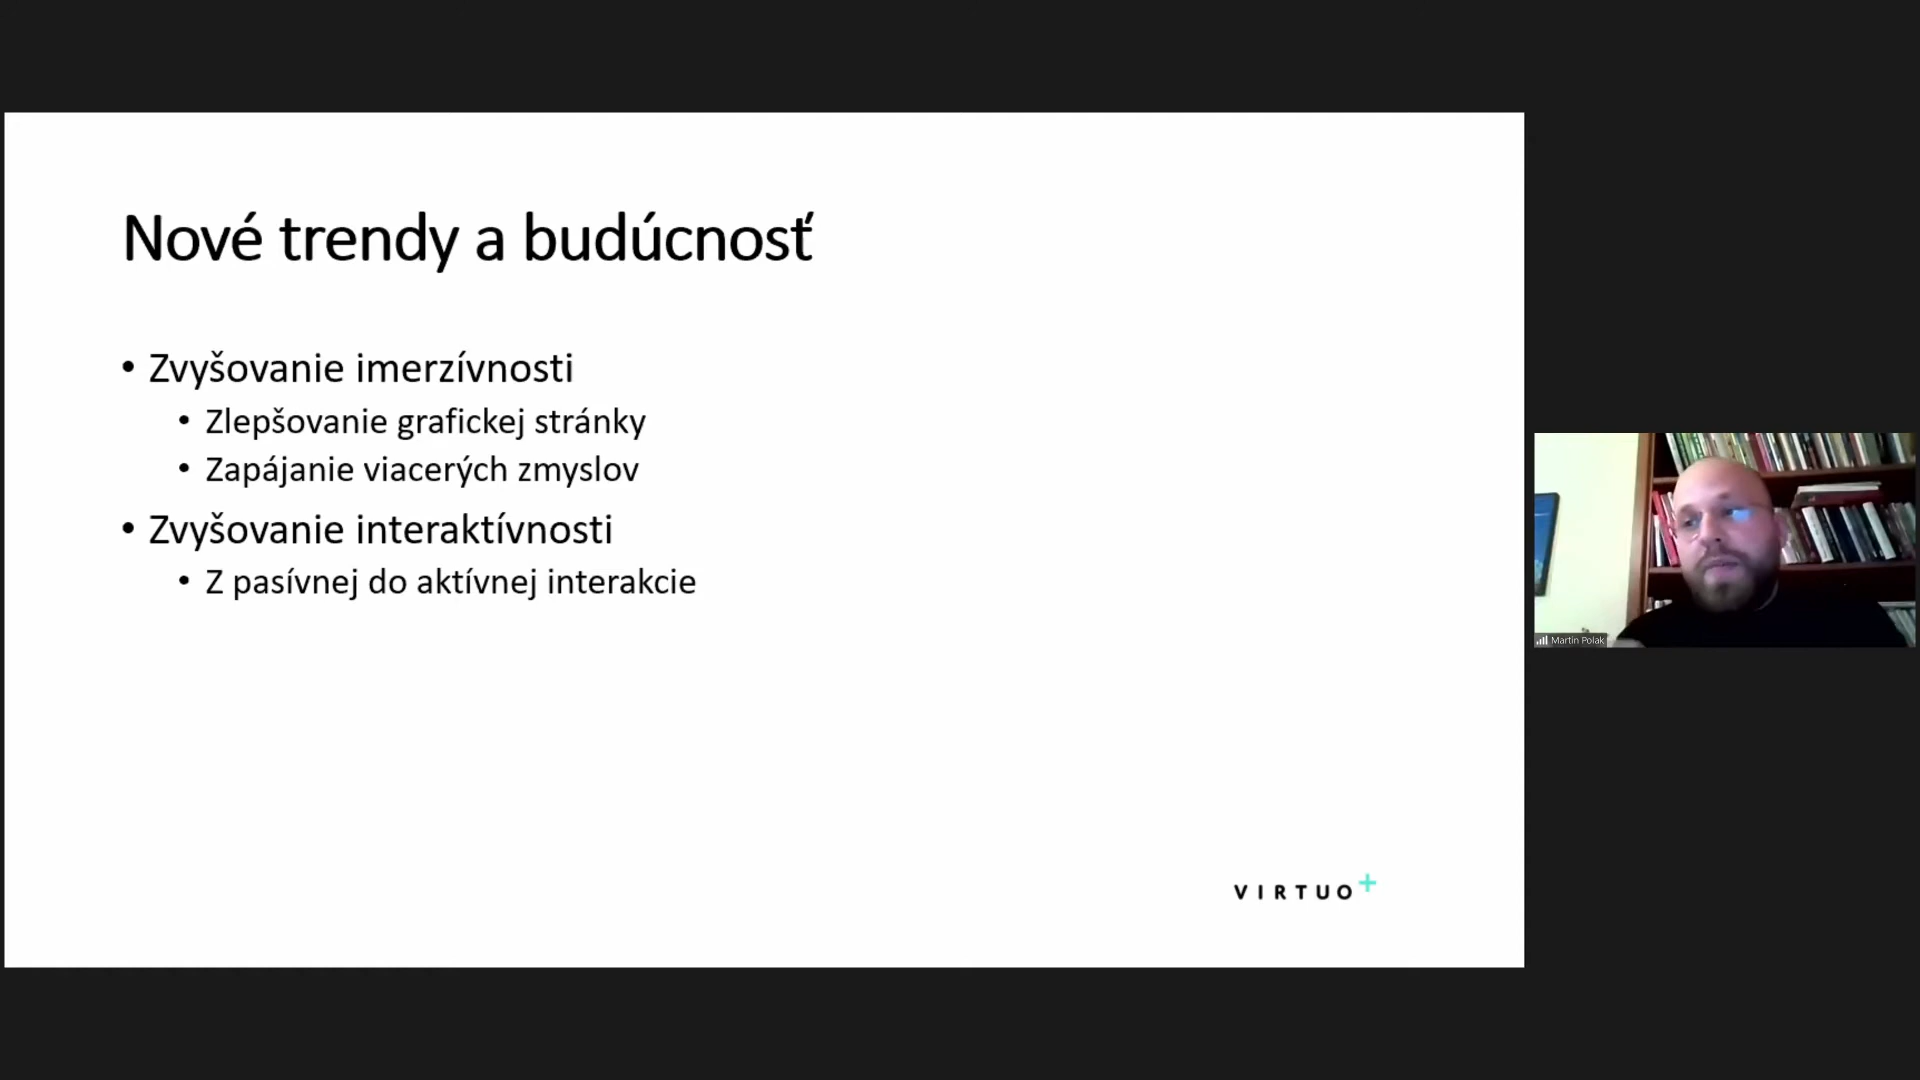 Nové trendy a budúcnosť
• Zvyšovanie imerzívnosti
• Zlepšovanie grafickej stránky
• Zapájanie viacerých zmyslov
• Zvyšovanie interaktívnosti
• Z pasívnej do aktívnej interakcie
VIRTUO+
Martin Polak